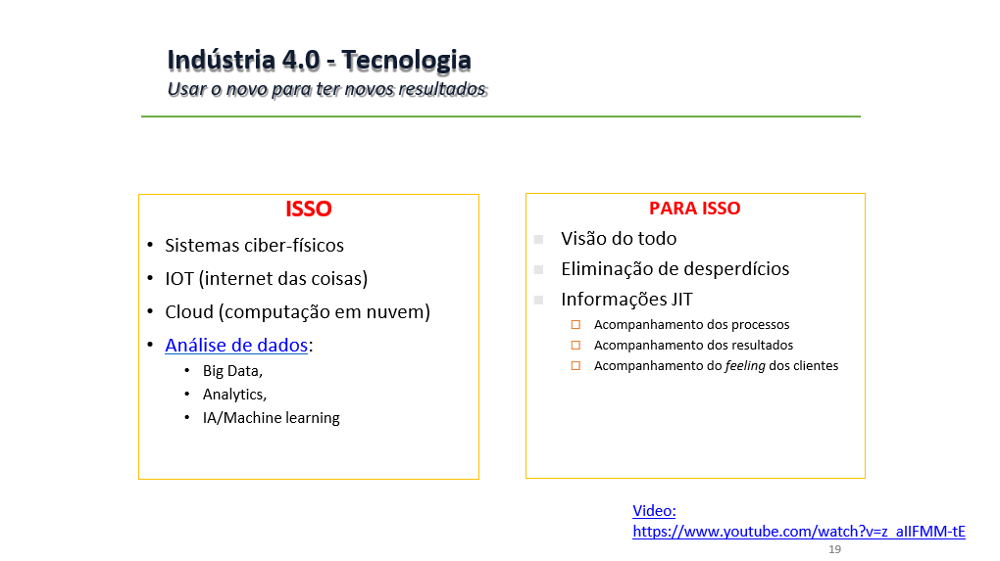 Indústria 4.0 - Tecnologia
Usar o novo para ter novos resultados
ISSO
• Sistemas ciber-físicos
• IOT (internet das coisas)
• Cloud (computação em nuvem)
• Análise de dados:
• Big Data,
• Analytics,
• IA/Machine learning
PARA ISSO
Visão do todo
Eliminação de desperdícios
Informações JIT
Acompanhamento dos processos
Acompanhamento dos resultados
Acompanhamento do feeling dos clientes
Video:
https://www.youtube.com/watch?v=z_aIIFMM-tE
19